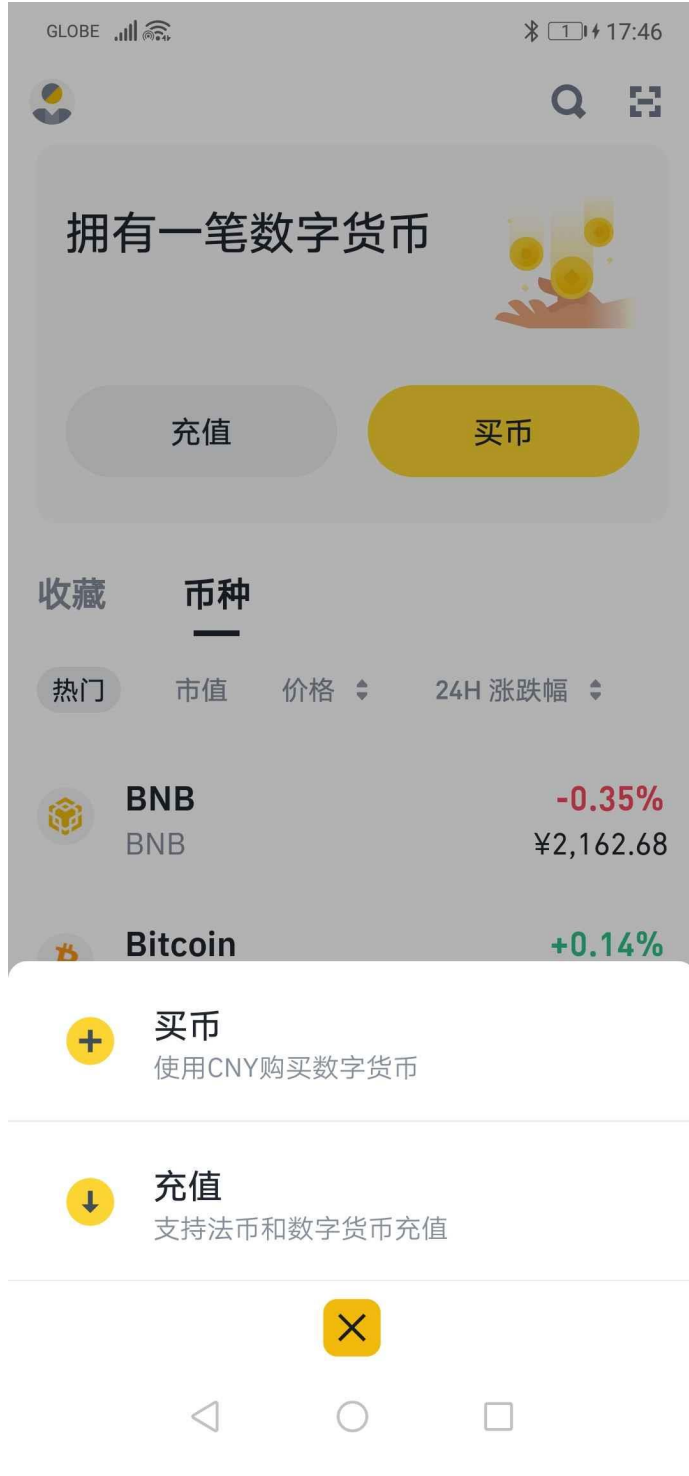 GLOBE 1 17:46
拥有一笔数字货币
充值 买币
收藏 币种
热门 市值 价格 24H 涨跌幅
BNB -0.35%
BNB ¥2,162.68
Bitcoin +0.14%
买币
使用CNY购买数字货币
充值
支持法币和数字货币充值